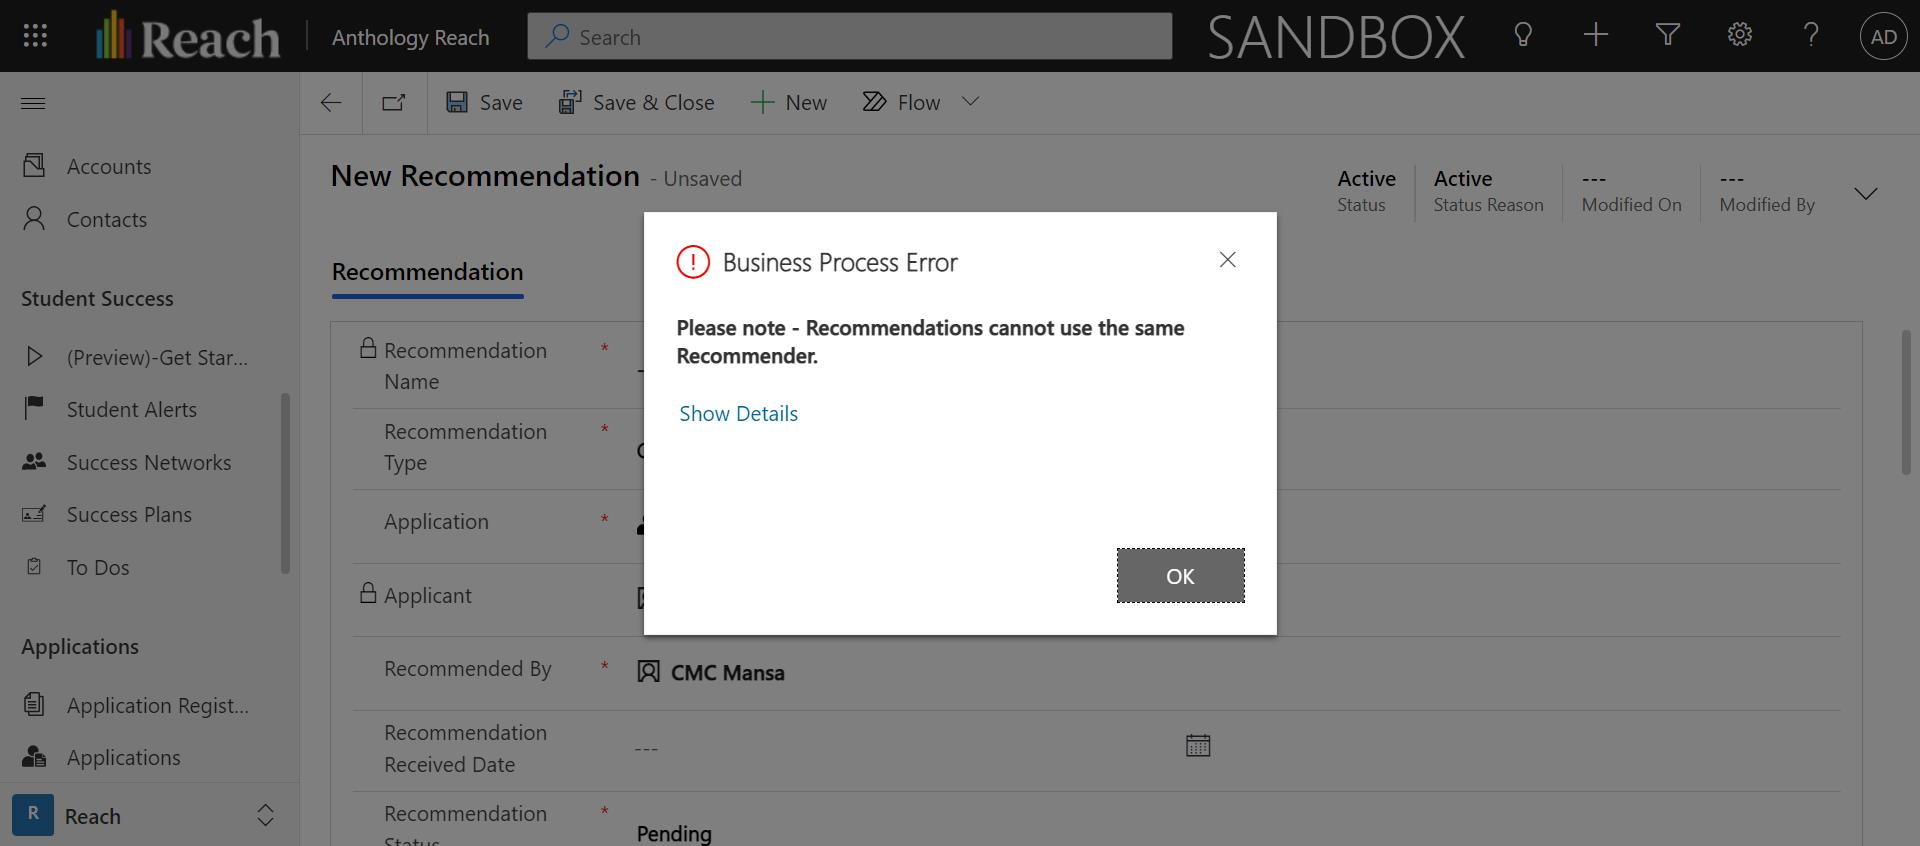 Reach
Anthology Reach
Search
SANDBOX
AD
Save
Save & Close
New
Flow
Accounts
Contacts
Student Success
(Preview)-Get Star...
Student Alerts
Success Networks
Success Plans
To Dos
Applications
Application Regist...
Applications
R
Reach
New Recommendation - Unsaved
Active
Status
Active
Status Reason
---
Modified On
---
Modified By
Recommendation
Business Process Error
Please note - Recommendations cannot use the same
Recommender.
Show Details
OK
Recommendation *
Name
Recommendation *
Type
Application *
Applicant
Recommended By * CMC Mansa
Recommendation
Received Date
---
Recommendation *
Status
Pending